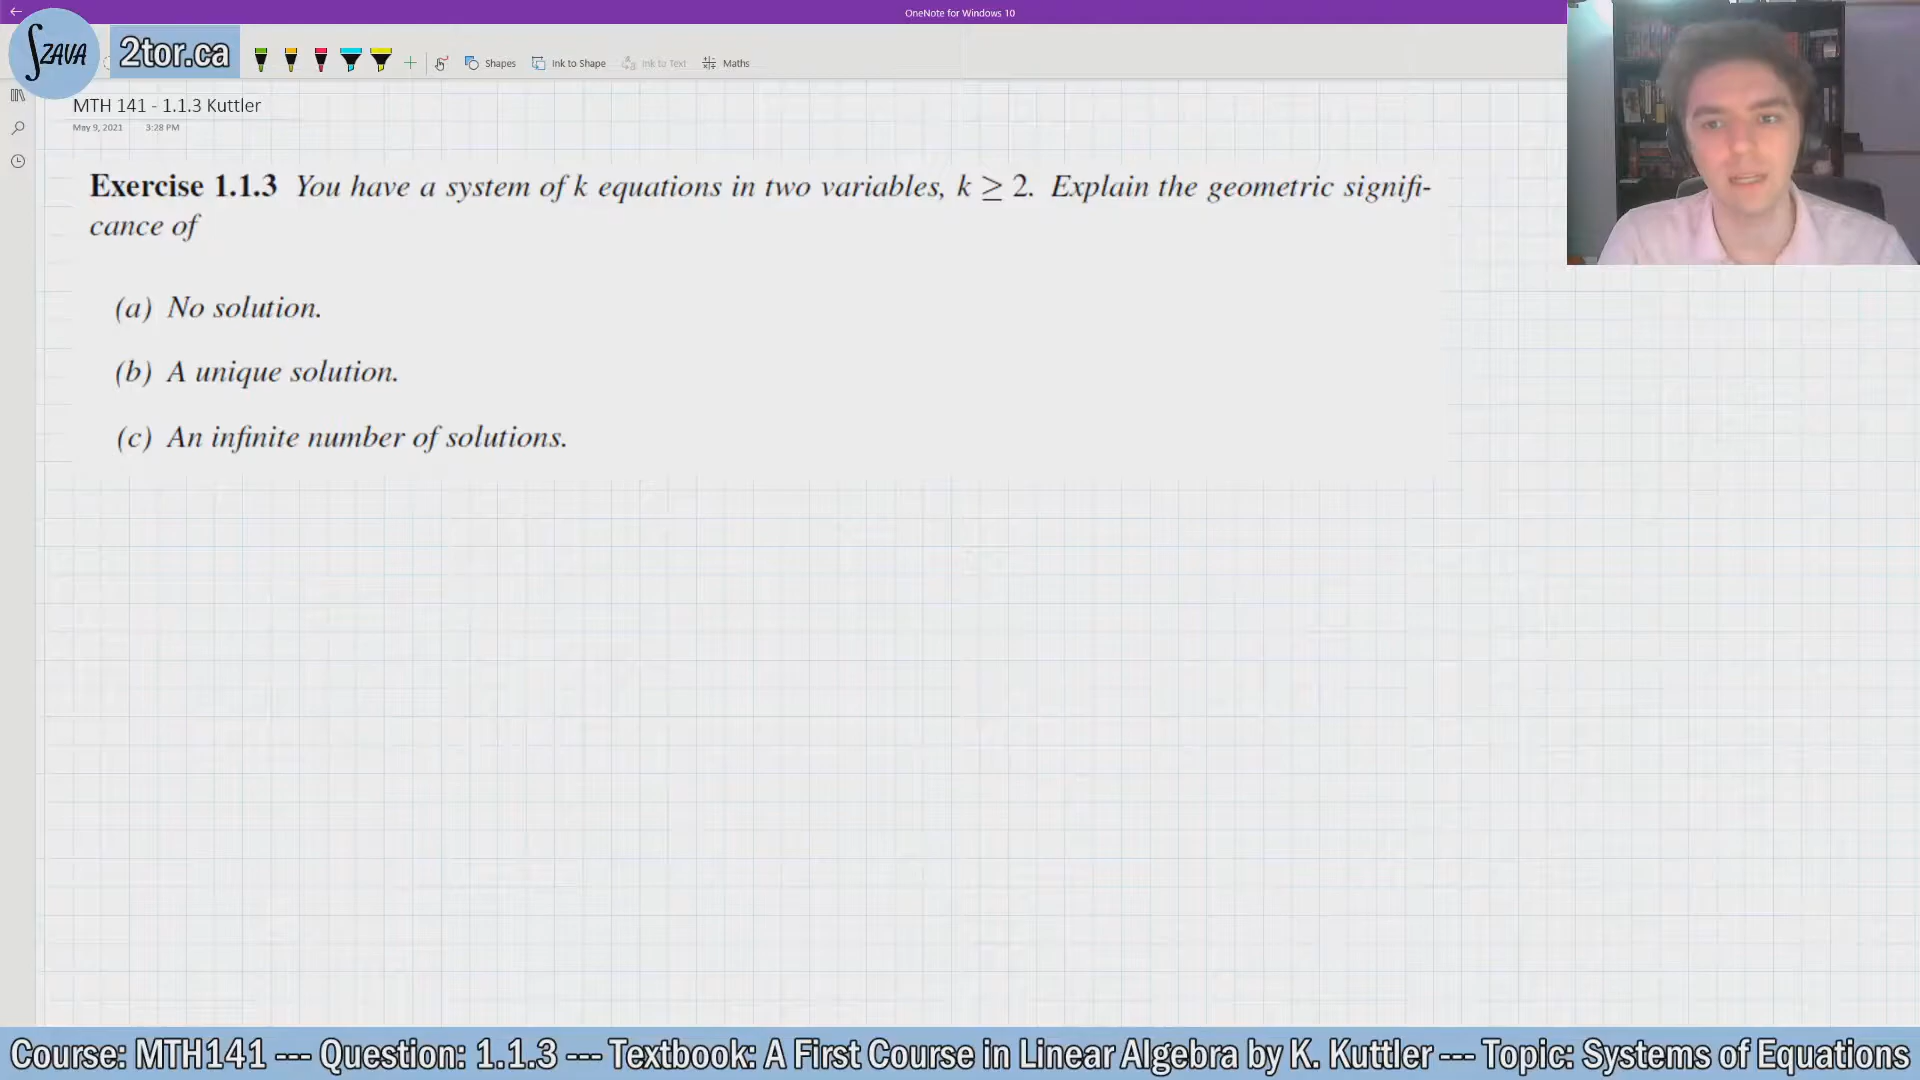 OneNote for Windows 10
ZAVA
2tor.ca
Shapes
Ink to Shape
Ink to Text
Maths
MTH 141 - 1.1.3 Kuttler
May 9, 2021 3:28 PM
Exercise 1.1.3 You have a system of k equations in two variables, k ≥ 2. Explain the geometric signifi-
cance of
(a) No solution.
(b) A unique solution.
(c) An infinite number of solutions.
Course: MTH141 --- Question: 1.1.3 --- Textbook: A First Course in Linear Algebra by K. Kuttler --- Topic: Systems of Equations